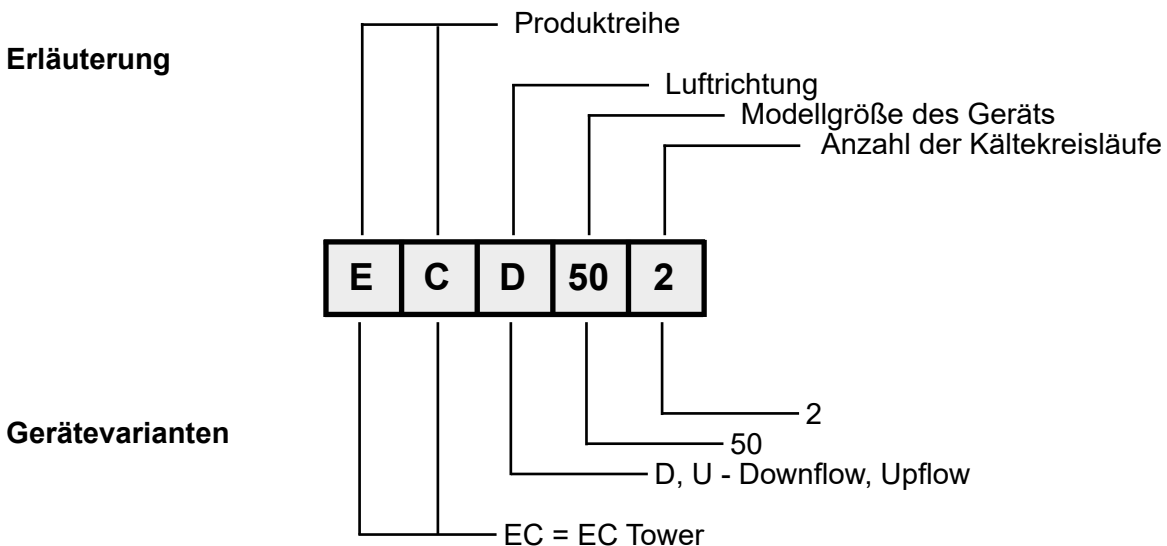 Produktreihe
Erläuterung
Luftrichtung
Modellgröße des Geräts
Anzahl der Kältekreisläufe
E C D 50 2
2
Gerätevarianten
50
D, U - Downflow, Upflow
EC = EC Tower